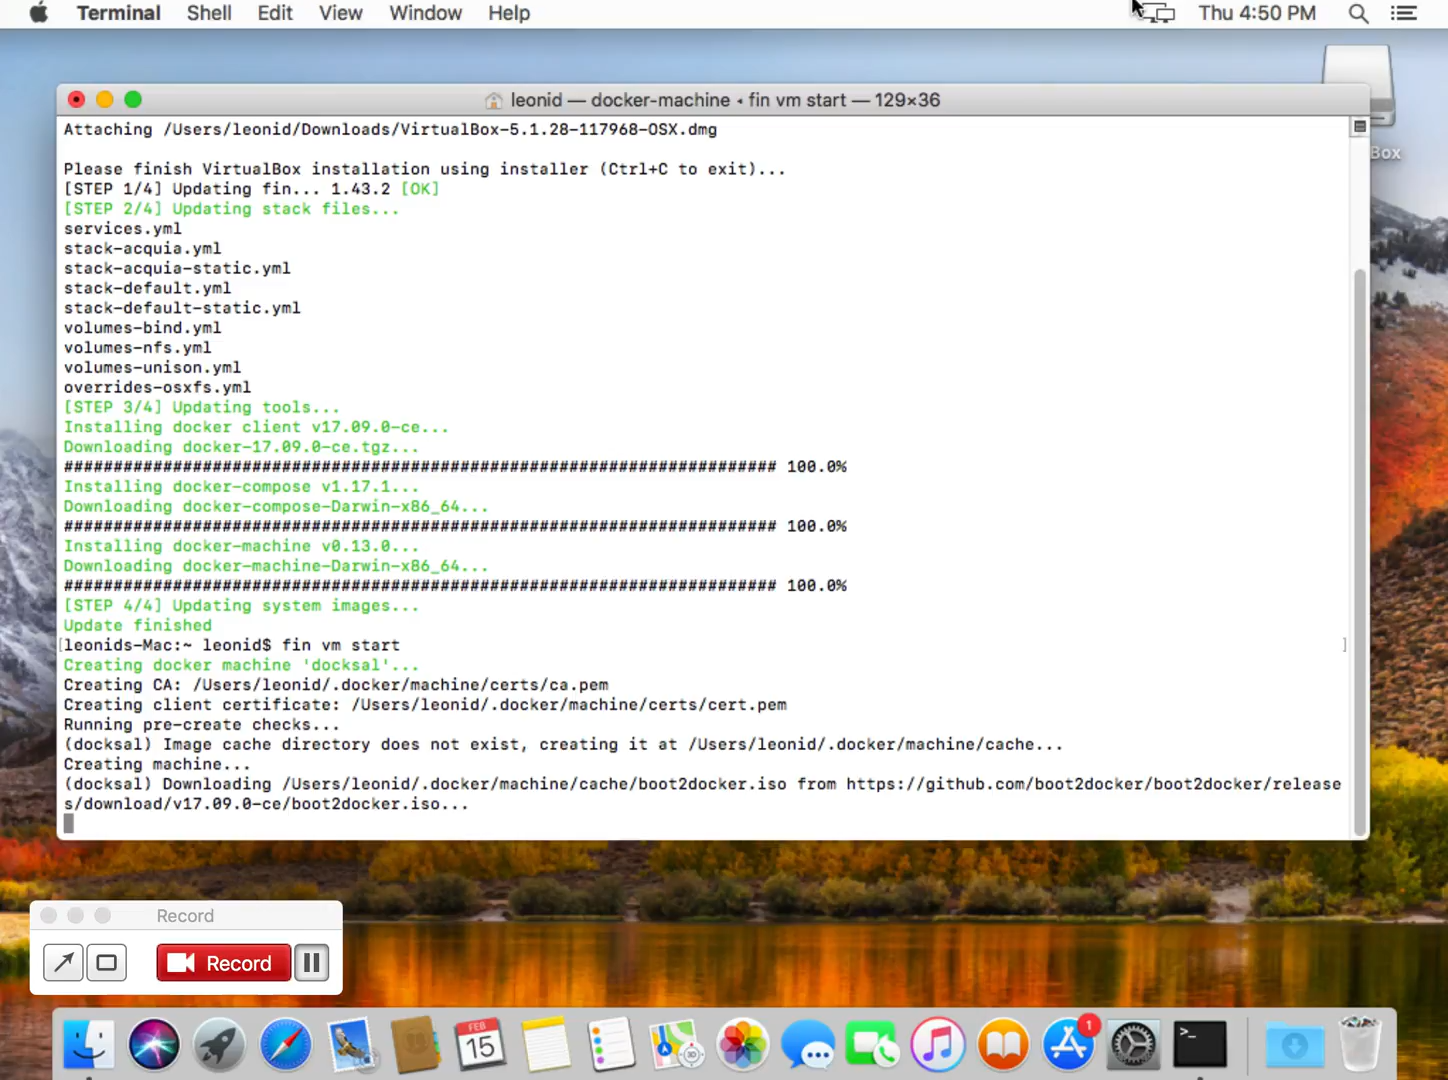 Terminal Shell Edit View Window Help Thu 4:50 PM
leonid — docker-machine ◂ fin vm start — 129×36
Box
Attaching /Users/leonid/Downloads/VirtualBox-5.1.28-117968-OSX.dmg
Please finish VirtualBox installation using installer (Ctrl+C to exit)...
[STEP 1/4] Updating fin... 1.43.2 [OK]
[STEP 2/4] Updating stack files...
services.yml
stack-acquia.yml
stack-acquia-static.yml
stack-default.yml
stack-default-static.yml
volumes-bind.yml
volumes-nfs.yml
volumes-unison.yml
overrides-osxfs.yml
[STEP 3/4] Updating tools...
Installing docker client v17.09.0-ce...
Downloading docker-17.09.0-ce.tgz...
######################################################################## 100.0%
Installing docker-compose v1.17.1...
Downloading docker-compose-Darwin-x86_64...
######################################################################## 100.0%
Installing docker-machine v0.13.0...
Downloading docker-machine-Darwin-x86_64...
######################################################################## 100.0%
[STEP 4/4] Updating system images...
Update finished
[leonids-Mac:~ leonid$ fin vm start ]
Creating docker machine 'docksal'...
Creating CA: /Users/leonid/.docker/machine/certs/ca.pem
Creating client certificate: /Users/leonid/.docker/machine/certs/cert.pem
Running pre-create checks...
(docksal) Image cache directory does not exist, creating it at /Users/leonid/.docker/machine/cache...
Creating machine...
(docksal) Downloading /Users/leonid/.docker/machine/cache/boot2docker.iso from https://github.com/boot2docker/boot2docker/release
s/download/v17.09.0-ce/boot2docker.iso...
Record
Record
FEB
15
3D
1
>_